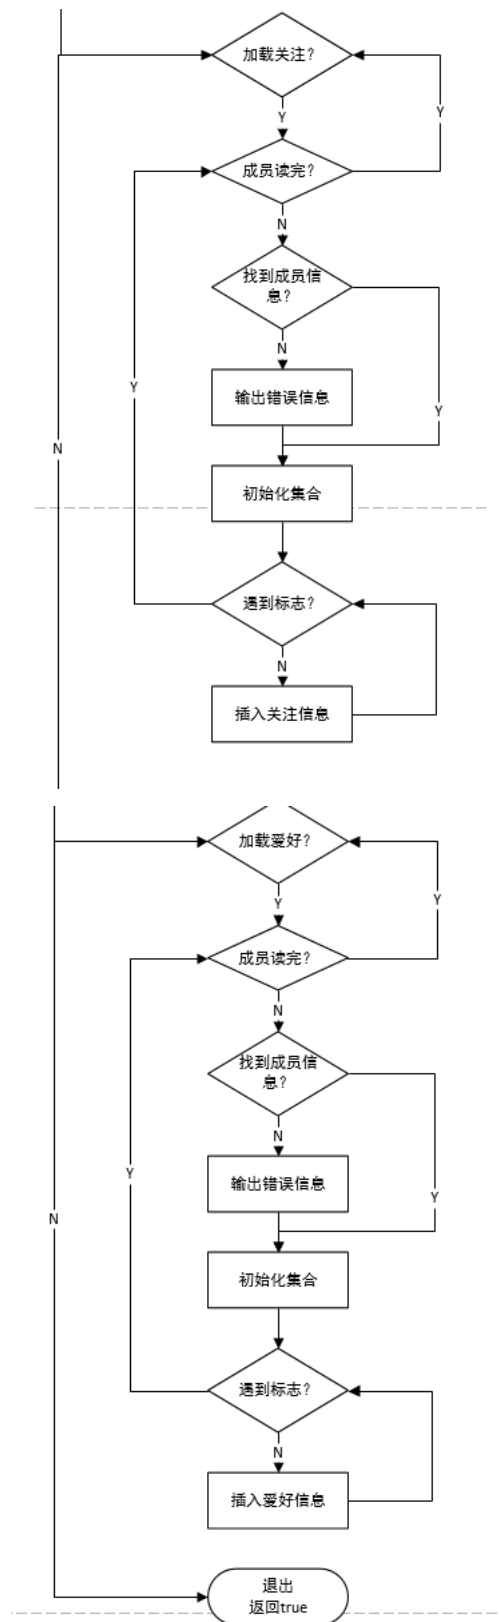 加载关注？
Y
Y
成员读完？
N
找到成员信
息？
N
输出错误信息
Y
Y
N
初始化集合
遇到标志？
N
插入关注信息
加载爱好？
Y
Y
成员读完？
N
找到成员信
息？
N
输出错误信息
Y
Y
N
初始化集合
遇到标志？
N
插入爱好信息
退出
返回true